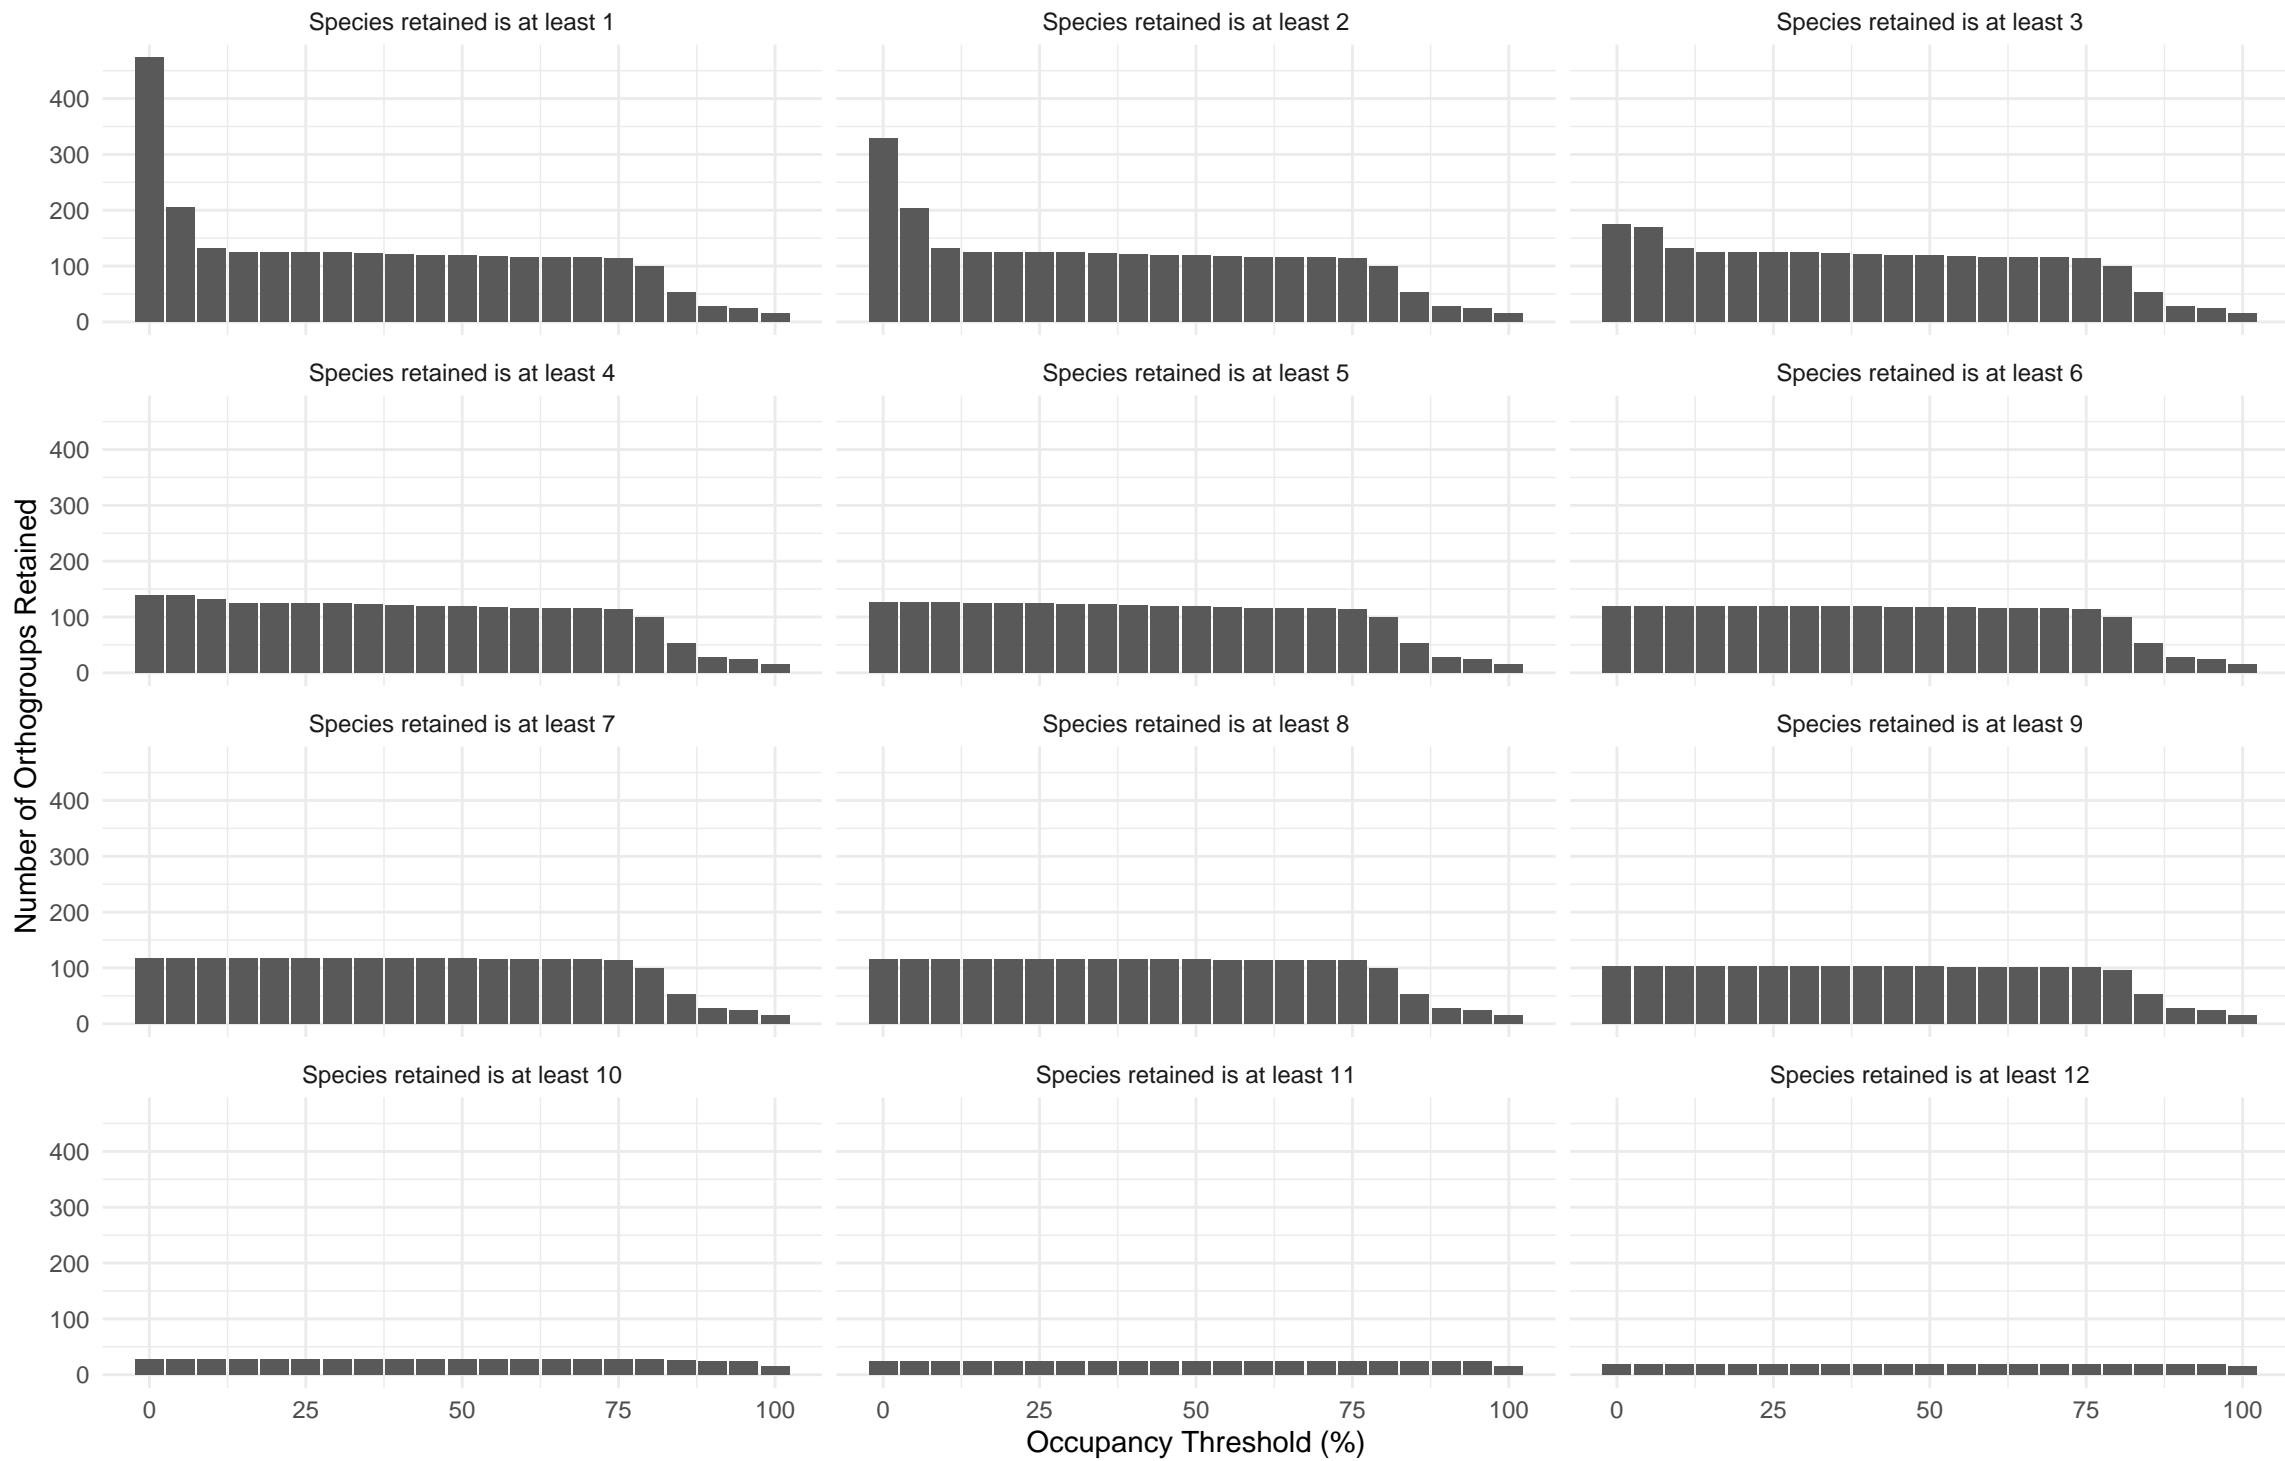 Species retained is at least 1
Species retained is at least 2
Species retained is at least 3
400
300
200
100
0
Species retained is at least 4
Species retained is at least 5
Species retained is at least 6
400
300
200
100
0
Number of Orthogroups Retained
Species retained is at least 7
Species retained is at least 8
Species retained is at least 9
400
300
200
100
0
Species retained is at least 10
Species retained is at least 11
Species retained is at least 12
400
300
200
100
0
0 25 50 75 100
0 25 50 75 100
0 25 50 75 100
Occupancy Threshold (%)